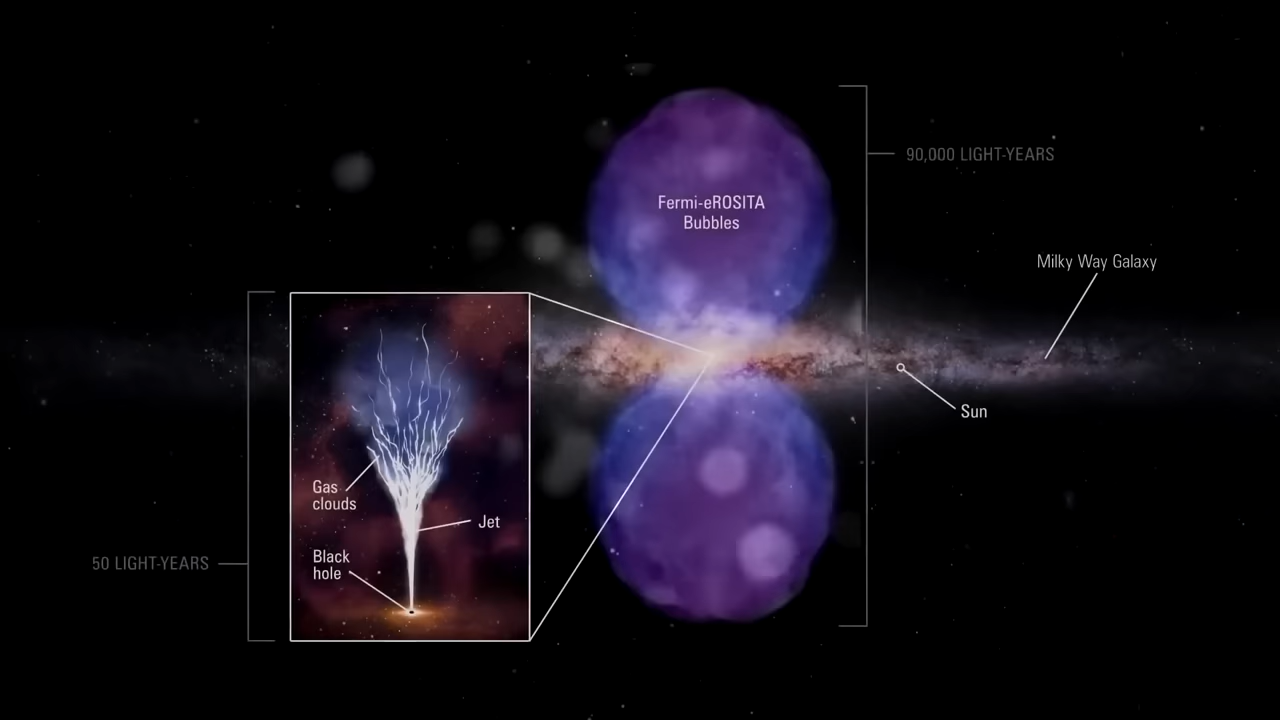 Fermi-eROSITA
Bubbles
90,000 LIGHT-YEARS
Milky Way Galaxy
Sun
Gas
clouds
Jet
Black
hole
50 LIGHT-YEARS